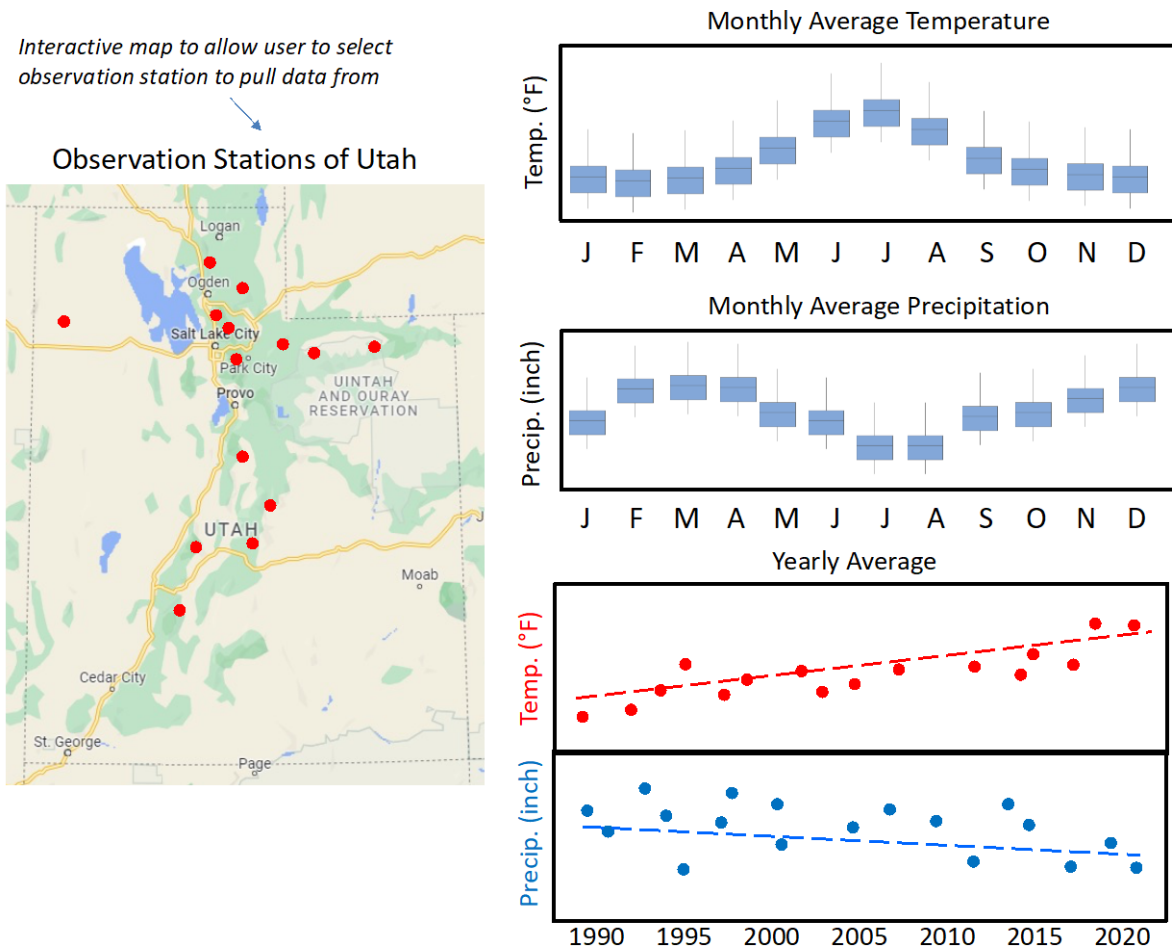 Interactive map to allow user to select
observation station to pull data from
Observation Stations of Utah
Logan
Ogden
Salt Lake City
Park City
UINTAH
AND OURAY
RESERVATION
Provo
UTAH
J
Moab
Cedar City
St. George
Page
Monthly Average Temperature
Temp. (°F)
J F M A M J J A S O N D
Monthly Average Precipitation
Precip. (inch)
J F M A M J J A S O N D
Yearly Average
Temp. (°F)
Precip. (inch)
1990 1995 2000 2005 2010 2015 2020